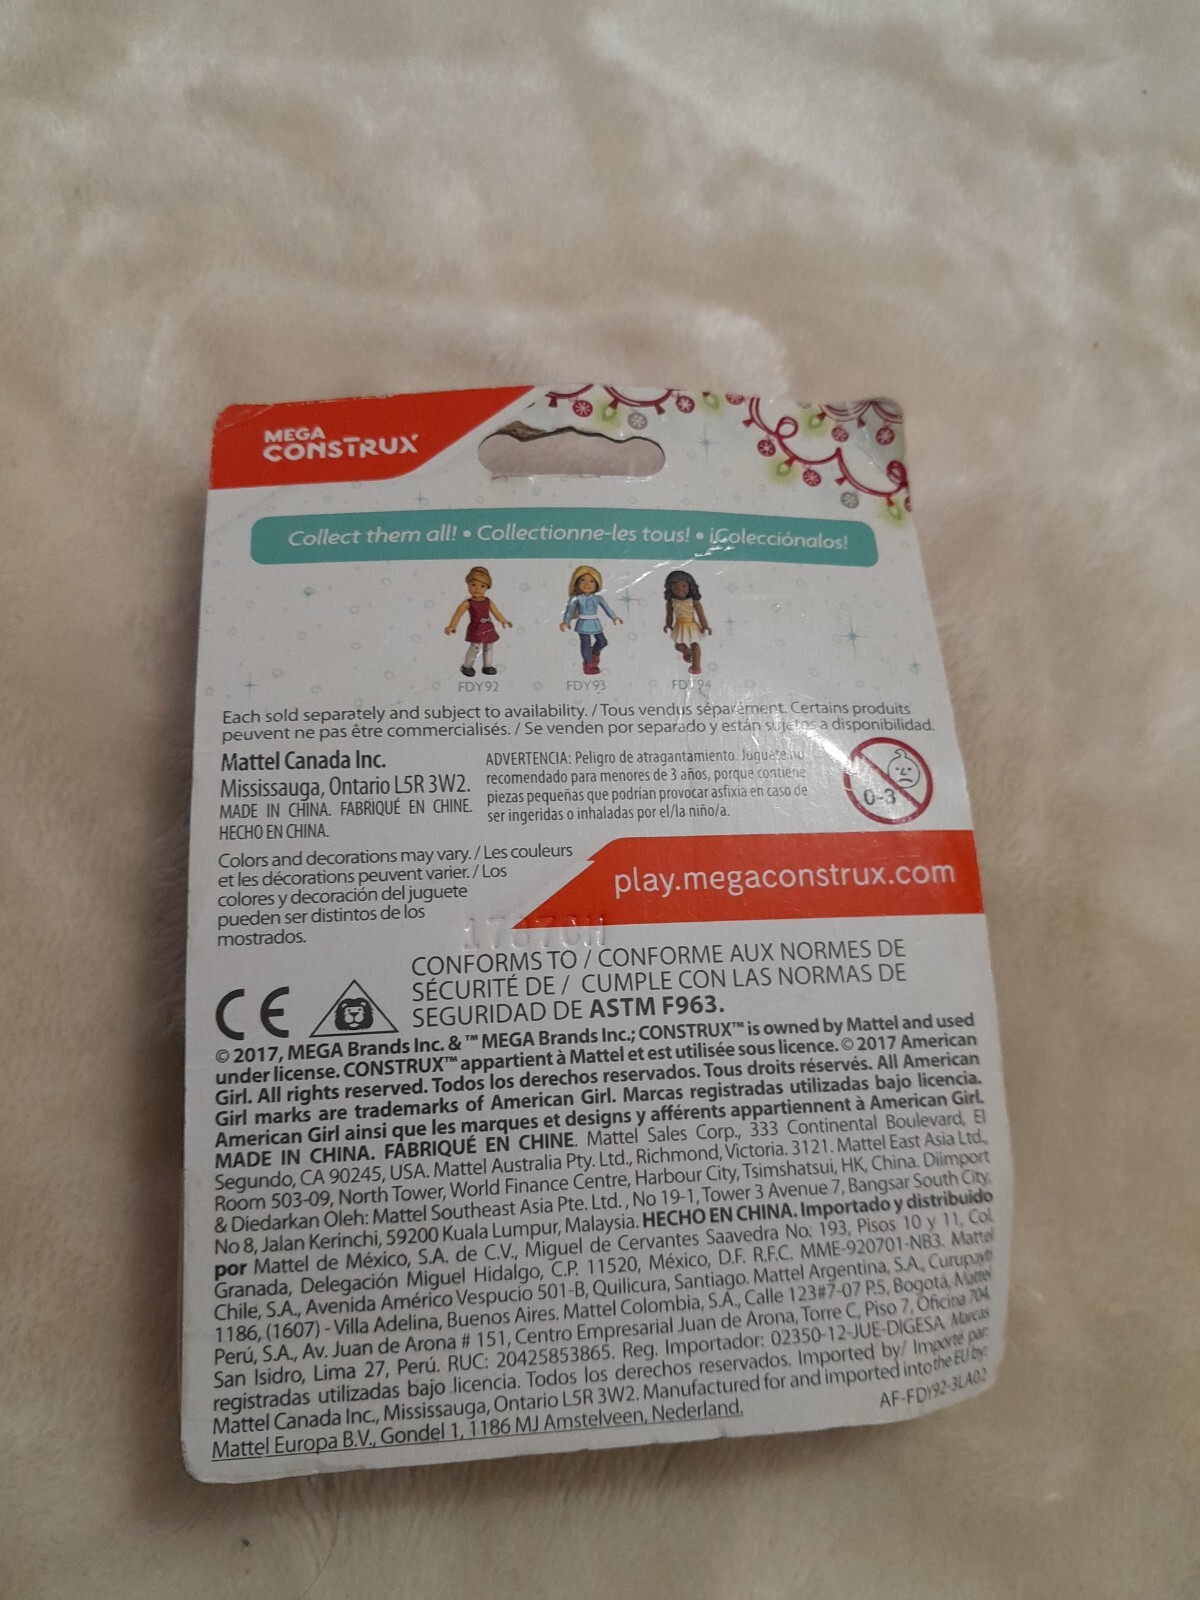 MEGA
CONSTRUX
Collect them all! • Collectionne-les tous! • ¡Colecciónalos!
FDY92 FDY93 FDY94
Each sold separately and subject to availability. / Tous vendus séparément. Certains produits
peuvent ne pas être commercialisés. / Se venden por separado y están sujetos a disponibilidad.
Mattel Canada Inc.
Mississauga, Ontario L5R 3W2.
MADE IN CHINA. FABRIQUÉ EN CHINE.
HECHO EN CHINA.
ADVERTENCIA: Peligro de atragantamiento. Juguete no
recomendado para menores de 3 años, porque contiene
piezas pequeñas que podrían provocar asfixia en caso de
ser ingeridas o inhaladas por el/la niño/a.
0-3
Colors and decorations may vary. / Les couleurs
et les décorations peuvent varier. / Los
colores y decoración del juguete
pueden ser distintos de los
mostrados.
play.megaconstrux.com
CONFORMS TO / CONFORME AUX NORMES DE
SÉCURITÉ DE / CUMPLE CON LAS NORMAS DE
SEGURIDAD DE ASTM F963.
CE
© 2017, MEGA Brands Inc. & ™ MEGA Brands Inc.; CONSTRUX™ is owned by Mattel and used
under license. CONSTRUX™ appartient à Mattel et est utilisée sous licence. © 2017 American
Girl. All rights reserved. Todos los derechos reservados. Tous droits réservés. All American
Girl marks are trademarks of American Girl. Marcas registradas utilizadas bajo licencia.
American Girl ainsi que les marques et designs y afférents appartiennent à American Girl.
MADE IN CHINA. FABRIQUÉ EN CHINE. Mattel Sales Corp., 333 Continental Boulevard, El
Segundo, CA 90245, USA. Mattel Australia Pty. Ltd., Richmond, Victoria. 3121. Mattel East Asia Ltd.,
Room 503-09, North Tower, World Finance Centre, Harbour City, Tsimshatsui, HK, China. Diimport
& Diedarkan Oleh: Mattel Southeast Asia Pte. Ltd., No 19-1, Tower 3 Avenue 7, Bangsar South City,
No 8, Jalan Kerinchi, 59200 Kuala Lumpur, Malaysia. HECHO EN CHINA. Importado y distribuido
por Mattel de México, S.A. de C.V., Miguel de Cervantes Saavedra No. 193, Pisos 10 y 11, Col.
Granada, Delegación Miguel Hidalgo, C.P. 11520, México, D.F. R.F.C. MME-920701-NB3. Mattel
Chile, S.A., Avenida Américo Vespucio 501-B, Quilicura, Santiago. Mattel Argentina, S.A., Curupaytí
1186, (1607) - Villa Adelina, Buenos Aires. Mattel Colombia, S.A., Calle 123#7-07 P.5, Bogotá. Mattel
Perú, S.A., Av. Juan de Arona # 151, Centro Empresarial Juan de Arona, Torre C, Piso 7, Oficina 704,
San Isidro, Lima 27, Perú. RUC: 20425853865. Reg. Importador: 02350-12-JUE-DIGESA. Marcas
registradas utilizadas bajo licencia. Todos los derechos reservados. Imported by/ Importé par:
Mattel Canada Inc., Mississauga, Ontario L5R 3W2. Manufactured for and imported into the EU by:
Mattel Europa B.V., Gondel 1, 1186 MJ Amstelveen, Nederland.
AF-FDY92-3LA02